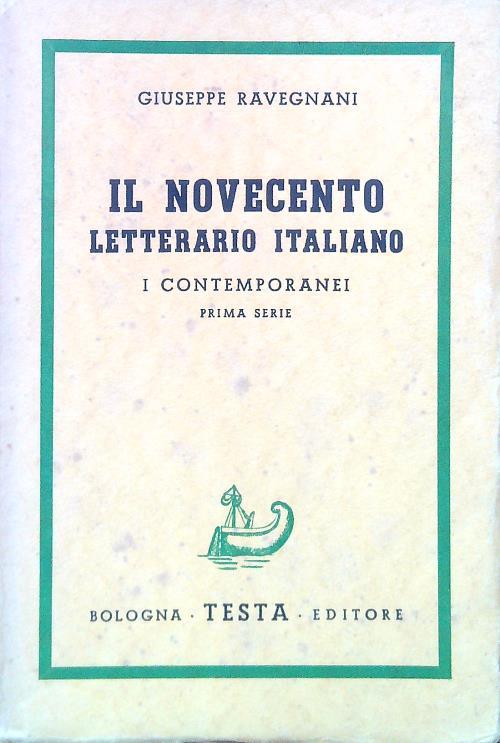 GIUSEPPE RAVEGNANI
IL NOVECENTO
LETTERARIO ITALIANO
I CONTEMPORANEI
PRIMA SERIE
BOLOGNA · TESTA · EDITORE